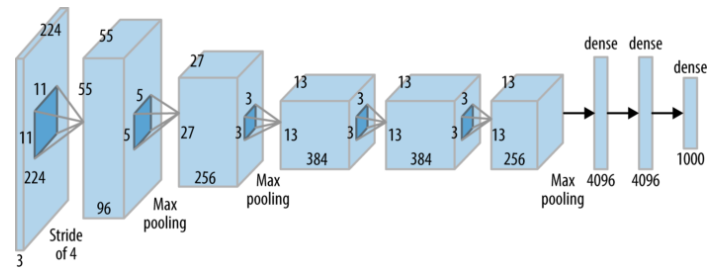 224
11
11
224
3
Stride
of 4
55
55
5
5
96
Max
pooling
27
27
3
3
256
Max
pooling
13
13
3
3
384
13
13
3
3
384
13
13
256
Max
pooling
dense
4096
dense
4096
dense
1000